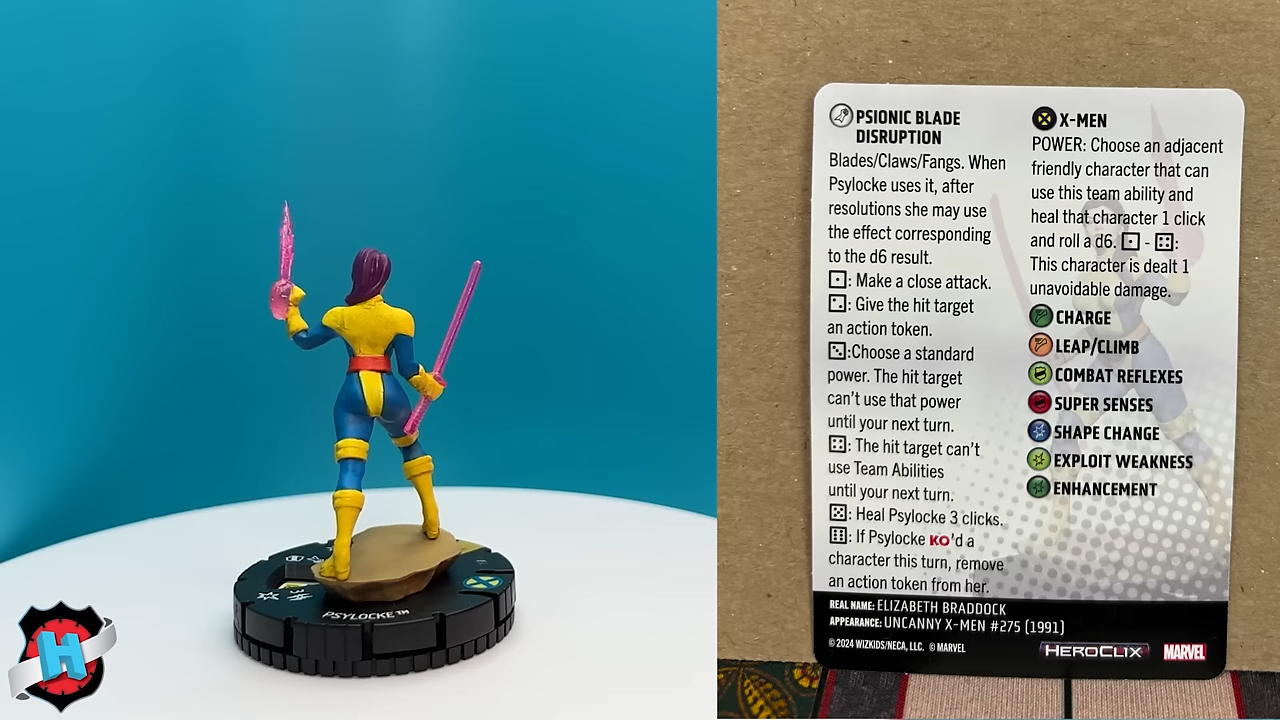 PSYLOCKE™
H
PSIONIC BLADE
DISRUPTION
Blades/Claws/Fangs. When
Psylocke uses it, after
resolutions she may use
the effect corresponding
to the d6 result.
⚀: Make a close attack.
⚁: Give the hit target
an action token.
⚂:Choose a standard
power. The hit target
can't use that power
until your next turn.
⚃: The hit target can't
use Team Abilities
until your next turn.
⚄: Heal Psylocke 3 clicks.
⚅: If Psylocke KO'd a
character this turn, remove
an action token from her.
X-MEN
POWER: Choose an adjacent
friendly character that can
use this team ability and
heal that character 1 click
and roll a d6. ⚀ - ⚃:
This character is dealt 1
unavoidable damage.
CHARGE
LEAP/CLIMB
COMBAT REFLEXES
SUPER SENSES
SHAPE CHANGE
EXPLOIT WEAKNESS
ENHANCEMENT
REAL NAME: ELIZABETH BRADDOCK
APPEARANCE: UNCANNY X-MEN #275 (1991)
© 2024 WIZKIDS/NECA, LLC. © MARVEL
HEROCLIX
MARVEL